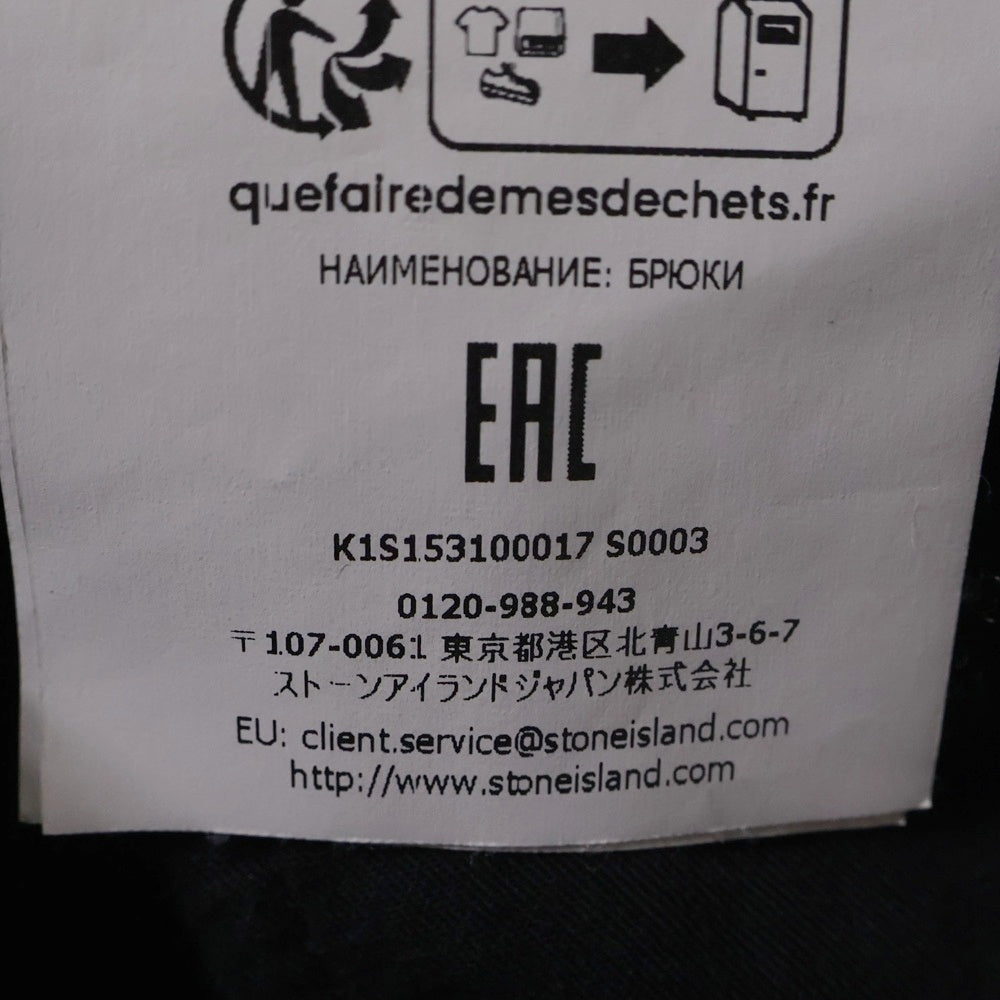 quefairedemesdechets.fr
НАИМЕНОВАНИЕ: БРЮКИ
EAC
K1S153100017 S0003
0120-988-943
〒107-0061 東京都港区北青山3-6-7
ストーンアイランドジャパン株式会社
EU: client.service@stoneisland.com
http://www.stoneisland.com